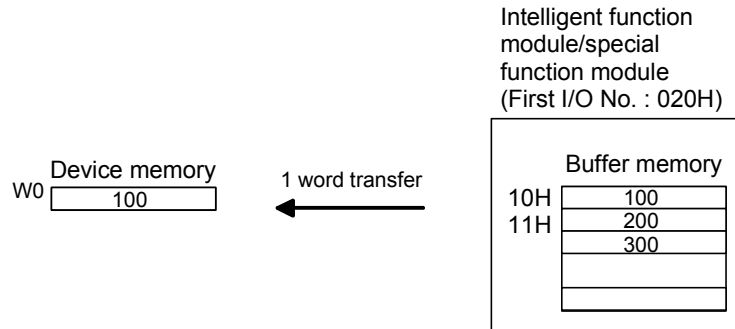 Intelligent function
module/special
function module
(First I/O No. : 020H)
Device memory
W0
100
1 word transfer
Buffer memory
10H
100
11H
200
300